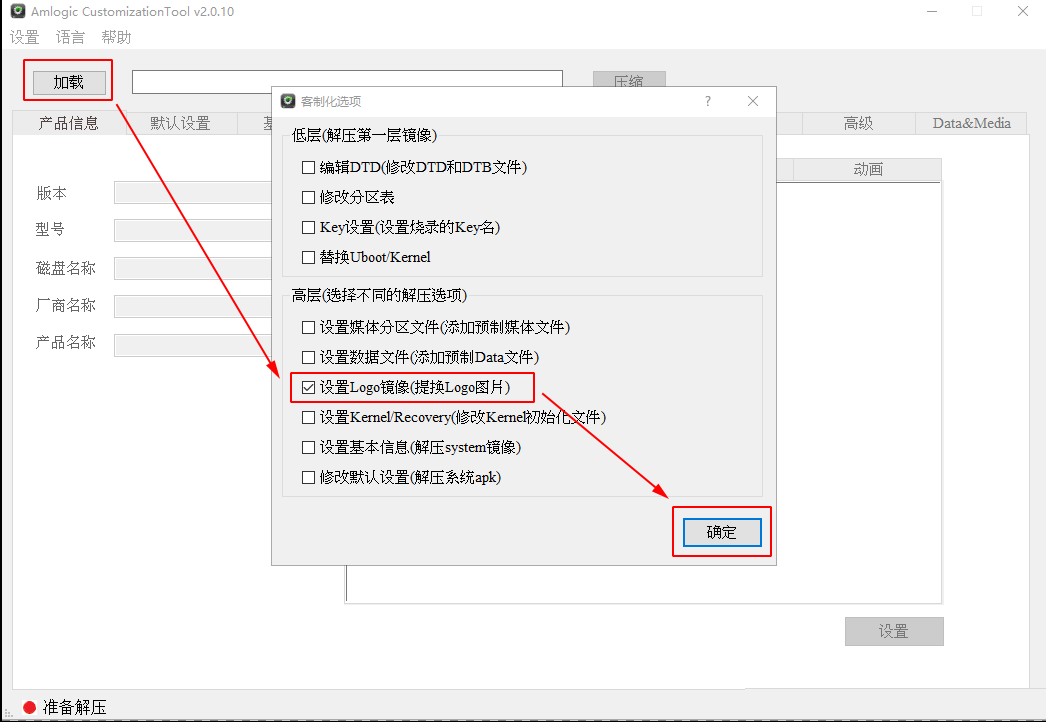 Amlogic CustomizationTool v2.0.10
设置 语言 帮助
加载 压缩
客制化选项 ?
产品信息 默认设置 高级 Data&Media
低层(解压第一层镜像)
编辑DTD(修改DTD和DTB文件) 动画
修改分区表
版本
Key设置(设置烧录的Key名)
型号
替换Uboot/Kernel
磁盘名称
高层(选择不同的解压选项)
厂商名称
设置媒体分区文件(添加预制媒体文件)
产品名称
设置数据文件(添加预制Data文件)
设置Logo镜像(提换Logo图片)
设置Kernel/Recovery(修改Kernel初始化文件)
设置基本信息(解压system镜像)
修改默认设置(解压系统apk)
确定
设置
准备解压